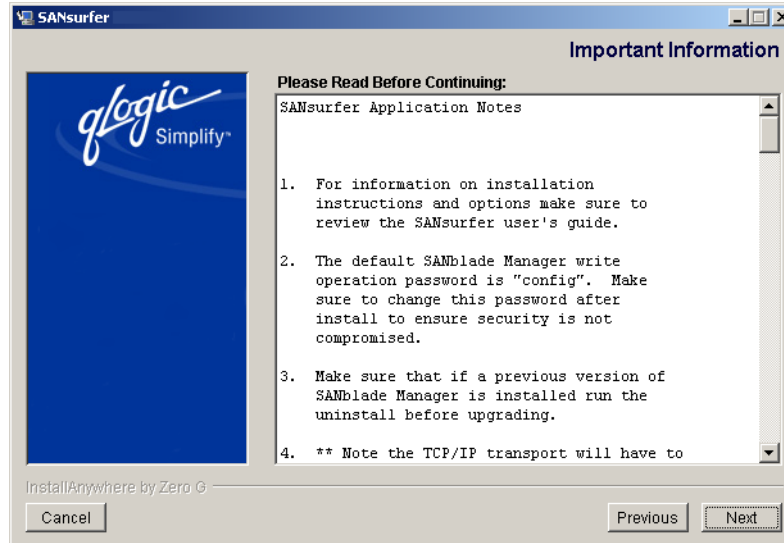 SANsurfer
Important Information
qLogic
Simplify™
Please Read Before Continuing:
SANsurfer Application Notes
1. For information on installation
instructions and options make sure to
review the SANsurfer user's guide.
2. The default SANblade Manager write
operation password is "config". Make
sure to change this password after
install to ensure security is not
compromised.
3. Make sure that if a previous version of
SANblade Manager is installed run the
uninstall before upgrading.
4. ** Note the TCP/IP transport will have to
InstallAnywhere by Zero G
Cancel
Previous
Next